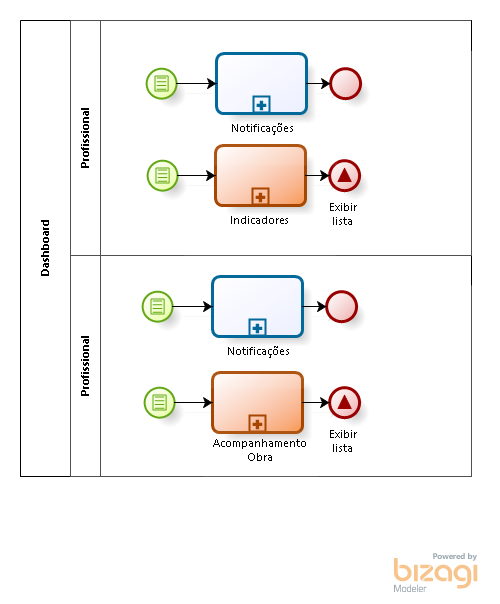 Dashboard
Profissional
Notificações
Indicadores
Exibir
lista
Profissional
Notificações
Acompanhamento
Obra
Exibir
lista
Powered by
bizagi
Modeler